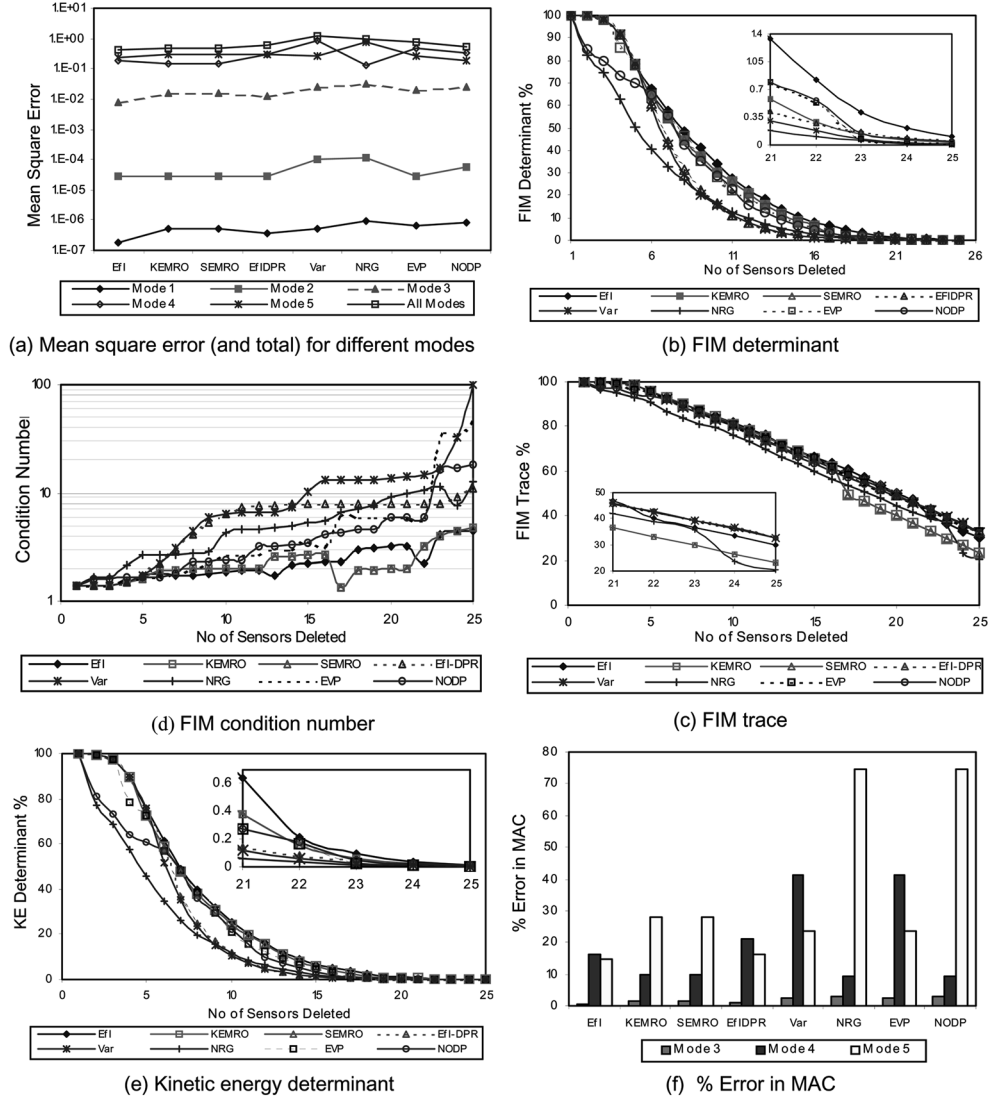 1.E+01
1.E+00
1.E-01
1.E-02
1.E-03
1.E-04
1.E-05
1.E-06
1.E-07
Mean Square Error
EfI KEMRO SEMRO EfIDPR Var NRG EVP NODP
Mode 1 Mode 2 Mode 3
Mode 4 Mode 5 All Modes
(a) Mean square error (and total) for different modes
100
90
80
70
60
50
40
30
20
10
0
FIM Determinant %
14
105
0.7
0.35
0
21 22 23 24 25
1 6 11 16 21 26
No of Sensors Deleted
EfI KEMRO SEMRO EFIDPR
Var NRG EVP NODP
(b) FIM determinant
100
10
1
Condition Number
0 5 10 15 20 25
No of Sensors Deleted
EfI KEMRO SEMRO EfI-DPR
Var NRG EVP NODP
(d) FIM condition number
100
80
60
40
20
0
FIM Trace %
50
40
30
20
21 22 23 24 25
0 5 10 15 20 25
No of Sensors Deleted
EfI KEMRO SEMRO EfI-DPR
Var NRG EVP NODP
(c) FIM trace
100
80
60
40
20
0
KE Determinant %
0.6
0.4
0.2
0
21 22 23 24 25
0 5 10 15 20 25
No of Sensors Deleted
EfI KEMRO SEMRO EfI-DPR
Var NRG EVP NODP
(e) Kinetic energy determinant
80
70
60
50
40
30
20
10
0
% Error in MAC
EfI KEMRO SEMRO EfIDPR Var NRG EVP NODP
Mode 3 Mode 4 Mode 5
(f) % Error in MAC